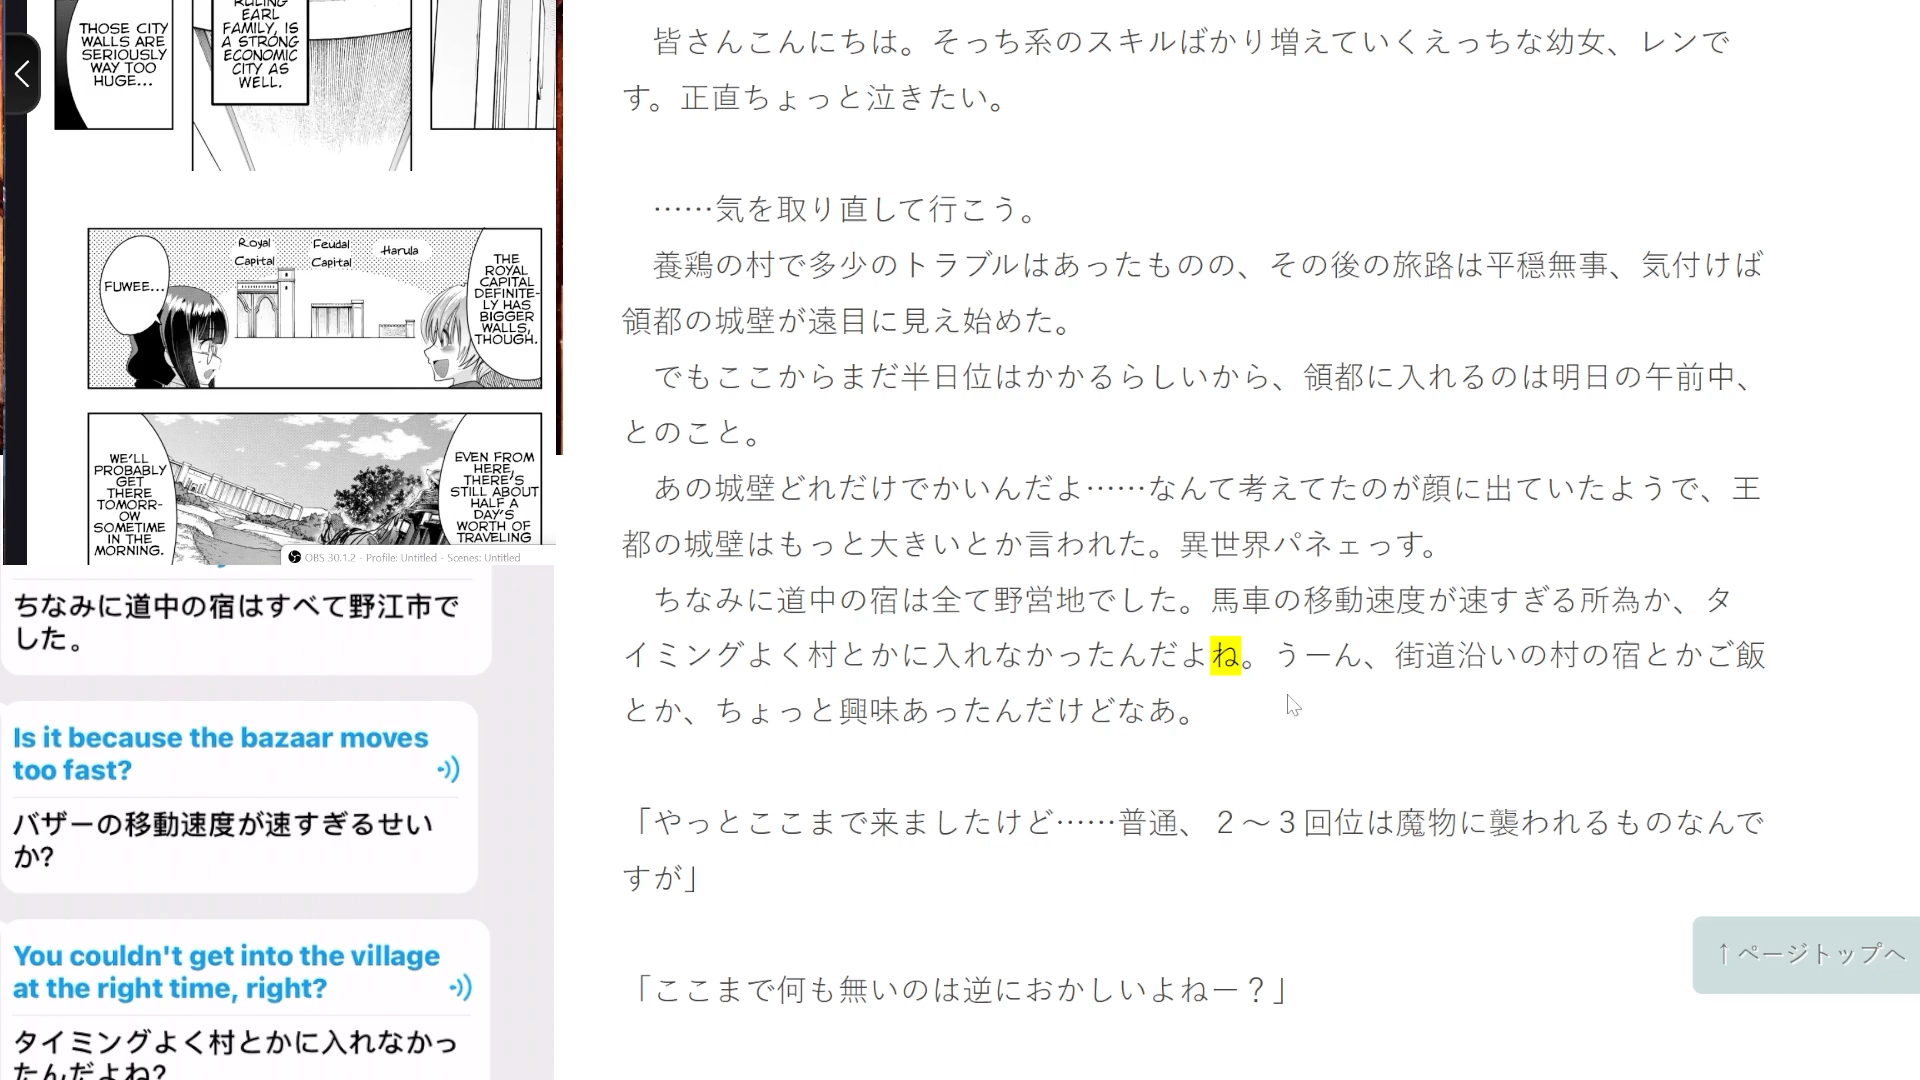 THOSE CITY
WALLS ARE
SERIOUSLY
WAY TOO
HUGE...
RULING
EARL
FAMILY, IS
A STRONG
ECONOMIC
CITY AS
WELL.
Royal
Capital
Feudal
Capital
Harula
FUWEE...
THE
ROYAL
CAPITAL
DEFINITE-
LY HAS
BIGGER
WALLS,
THOUGH.
WE'LL
PROBABLY
GET
THERE
TOMORR-
OW
SOMETIME
IN THE
MORNING.
EVEN FROM
HERE,
THERE'S
STILL ABOUT
HALF A
DAY'S
WORTH OF
TRAVELING
OBS 30.1.2 - Profile: Untitled - Scenes: Untitled
ちなみに道中の宿はすべて野江市で
した。
Is it because the bazaar moves
too fast?
バザーの移動速度が速すぎるせい
か?
You couldn't get into the village
at the right time, right?
タイミングよく村とかに入れなかっ
たんだよね?
皆さんこんにちは。そっち系のスキルばかり増えていくえっちな幼女、レンで
す。正直ちょっと泣きたい。
……気を取り直して行こう。
養鶏の村で多少のトラブルはあったものの、その後の旅路は平穏無事、気付けば
領都の城壁が遠目に見え始めた。
でもここからまだ半日位はかかるらしいから、領都に入れるのは明日の午前中、
とのこと。
あの城壁どれだけでかいんだよ……なんて考えてたのが顔に出ていたようで、王
都の城壁はもっと大きいとか言われた。異世界パネェっす。
ちなみに道中の宿は全て野営地でした。馬車の移動速度が速すぎる所為か、タ
イミングよく村とかに入れなかったんだよね。うーん、街道沿いの村の宿とかご飯
とか、ちょっと興味あったんだけどなあ。
「やっとここまで来ましたけど……普通、２～３回位は魔物に襲われるものなんで
すが」
「ここまで何も無いのは逆におかしいよねー？」
↑ページトップへ